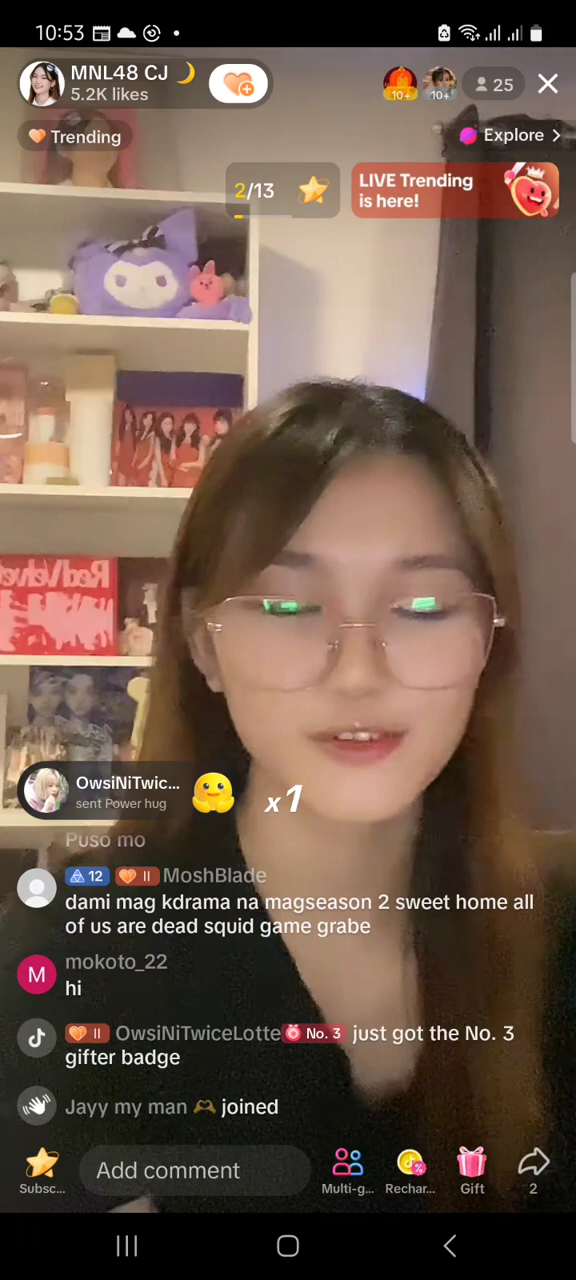 10:53
MNL48 CJ 🌙
5.2K likes
10+
10+
25
Trending
Explore >
2/13
LIVE Trending
is here!
RedVelve
OwsiNiTwic...
sent Power hug
x1
Puso mo
12 II MoshBlade
dami mag kdrama na magseason 2 sweet home all
of us are dead squid game grabe
M
mokoto_22
hi
II OwsiNiTwiceLotte No. 3 just got the No. 3
gifter badge
Jayy my man 🫶🏾 joined
Add comment
Subsc...
Multi-g...
Rechar...
Gift
2